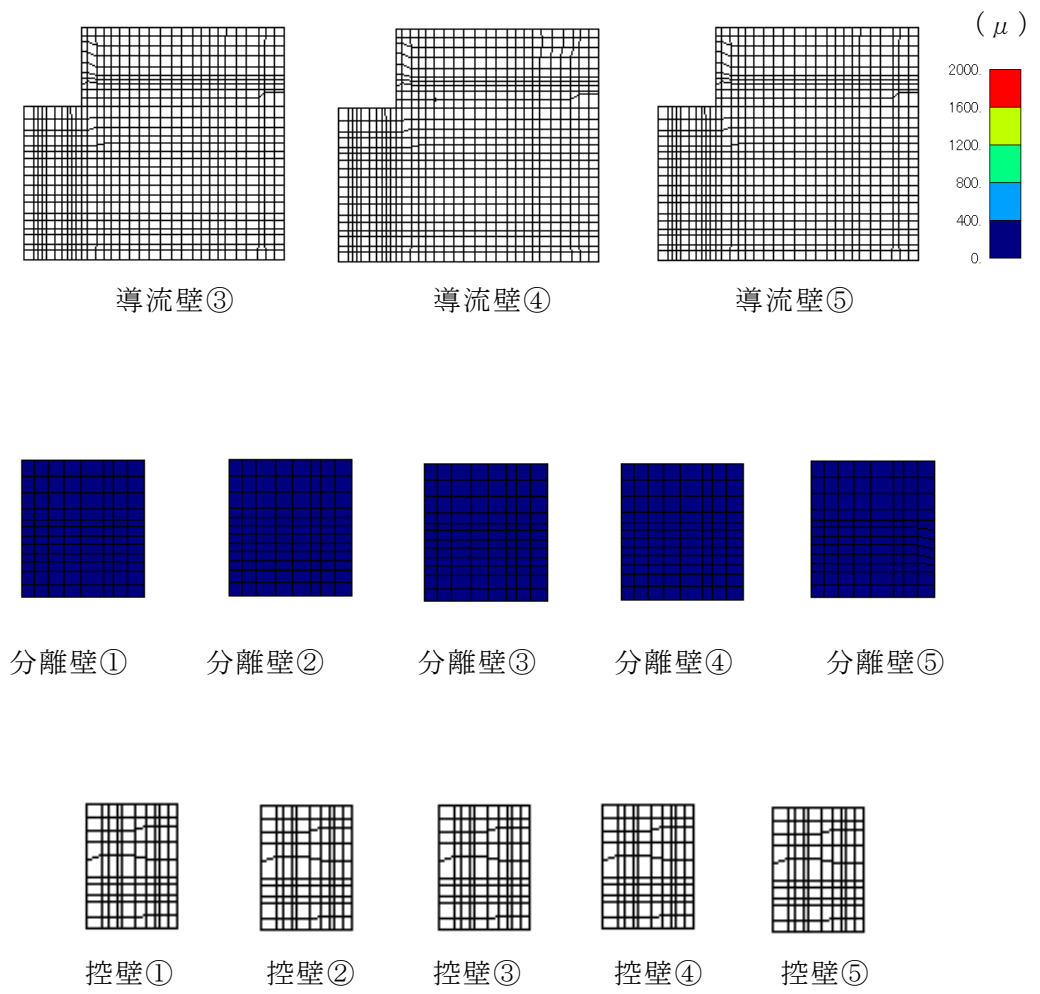 (μ)
2000.
1600.
1200.
800.
400.
0.
導流壁③ 導流壁④ 導流壁⑤
分離壁① 分離壁② 分離壁③ 分離壁④ 分離壁⑤
控壁① 控壁② 控壁③ 控壁④ 控壁⑤